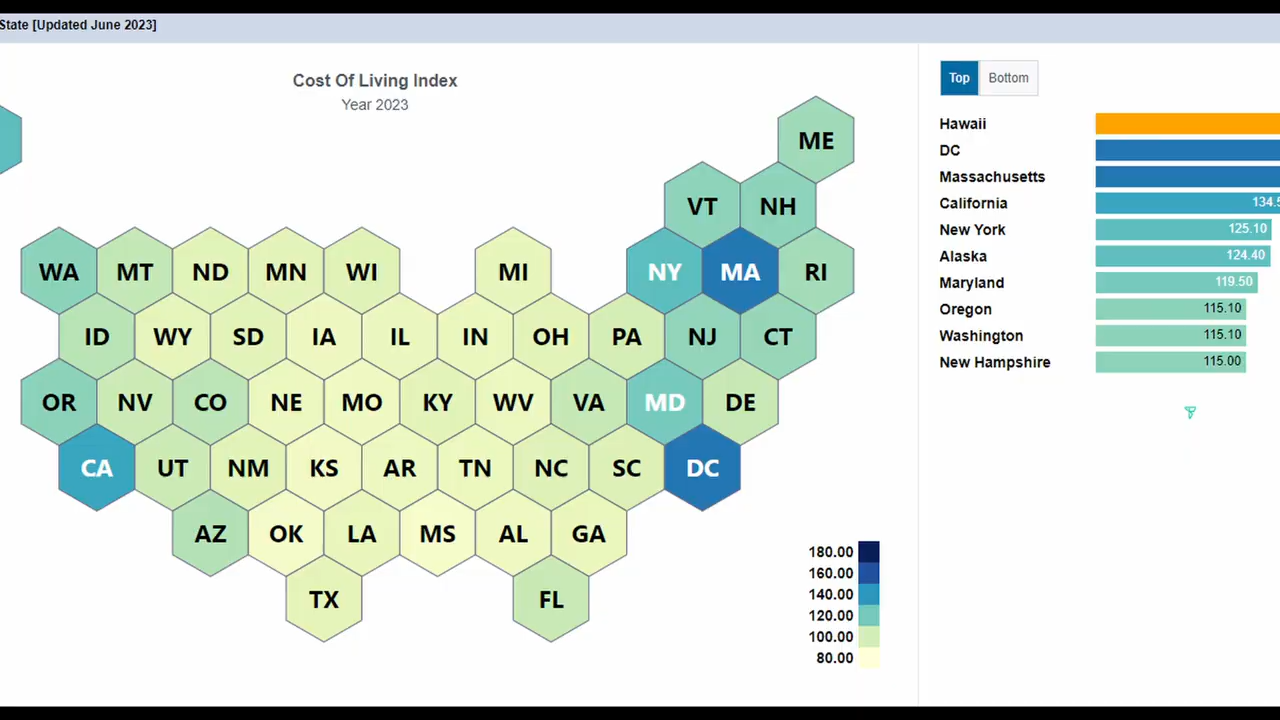 State [Updated June 2023]
Cost Of Living Index
Year 2023
ME
VT NH
WA MT ND MN WI MI NY MA RI
ID WY SD IA IL IN OH PA NJ CT
OR NV CO NE MO KY WV VA MD DE
CA UT NM KS AR TN NC SC DC
AZ OK LA MS AL GA
TX FL
180.00
160.00
140.00
120.00
100.00
80.00
Top Bottom
Hawaii
DC
Massachusetts
California 134.5
New York 125.10
Alaska 124.40
Maryland 119.50
Oregon 115.10
Washington 115.10
New Hampshire 115.00